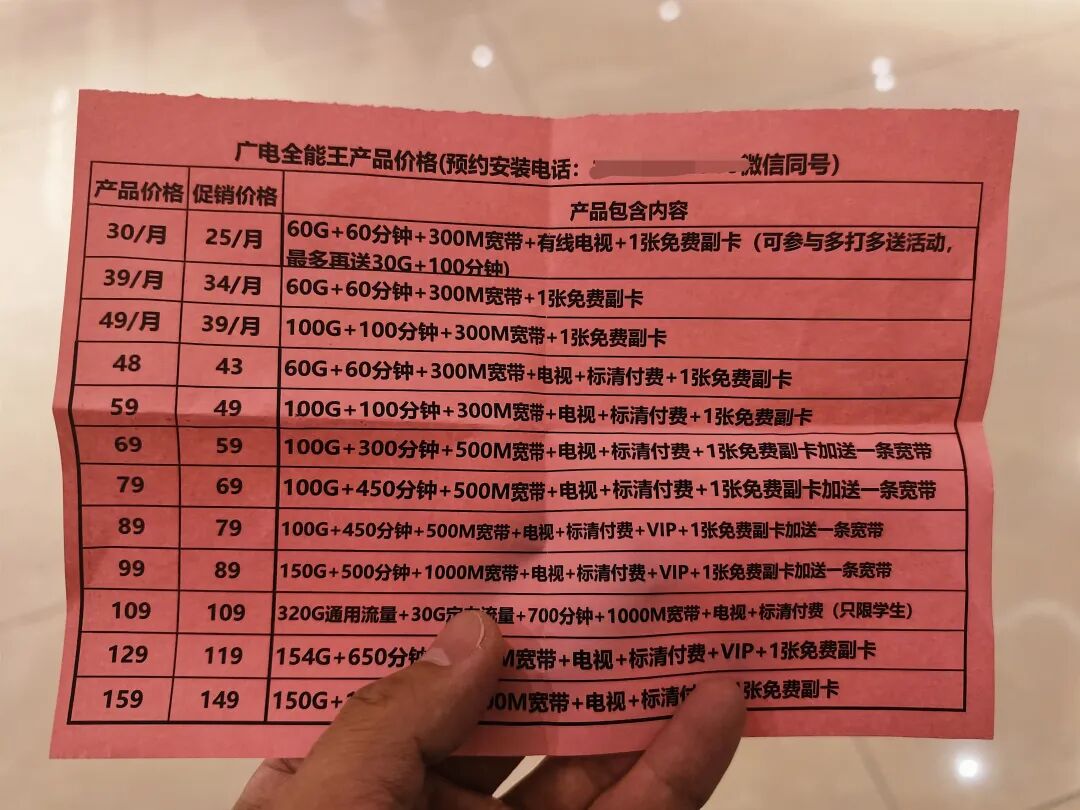 广电全能王产品价格(预约安装电话: 微信同号)
产品价格 促销价格 产品包含内容
30/月 25/月 60G+60分钟+300M宽带+有线电视+1张免费副卡（可参与多打多送活动,
最多再送30G+100分钟)
39/月 34/月 60G+60分钟+300M宽带+1张免费副卡
49/月 39/月 100G+100分钟+300M宽带+1张免费副卡
48 43 60G+60分钟+300M宽带+电视+标清付费+1张免费副卡
59 49 100G+100分钟+300M宽带+电视+标清付费+1张免费副卡
69 59 100G+300分钟+500M宽带+电视+标清付费+1张免费副卡加送一条宽带
79 69 100G+450分钟+500M宽带+电视+标清付费+1张免费副卡加送一条宽带
89 79 100G+450分钟+500M宽带+电视+标清付费+VIP+1张免费副卡加送一条宽带
99 89 150G+500分钟+1000M宽带+电视+标清付费+VIP+1张免费副卡加送一条宽带
109 109 320G通用流量+30G定向流量+700分钟+1000M宽带+电视+标清付费（只限学生）
129 119 154G+650分钟 M宽带+电视+标清付费+VIP+1张免费副卡
159 149 150G+ 00M宽带+电视+标清付 张免费副卡